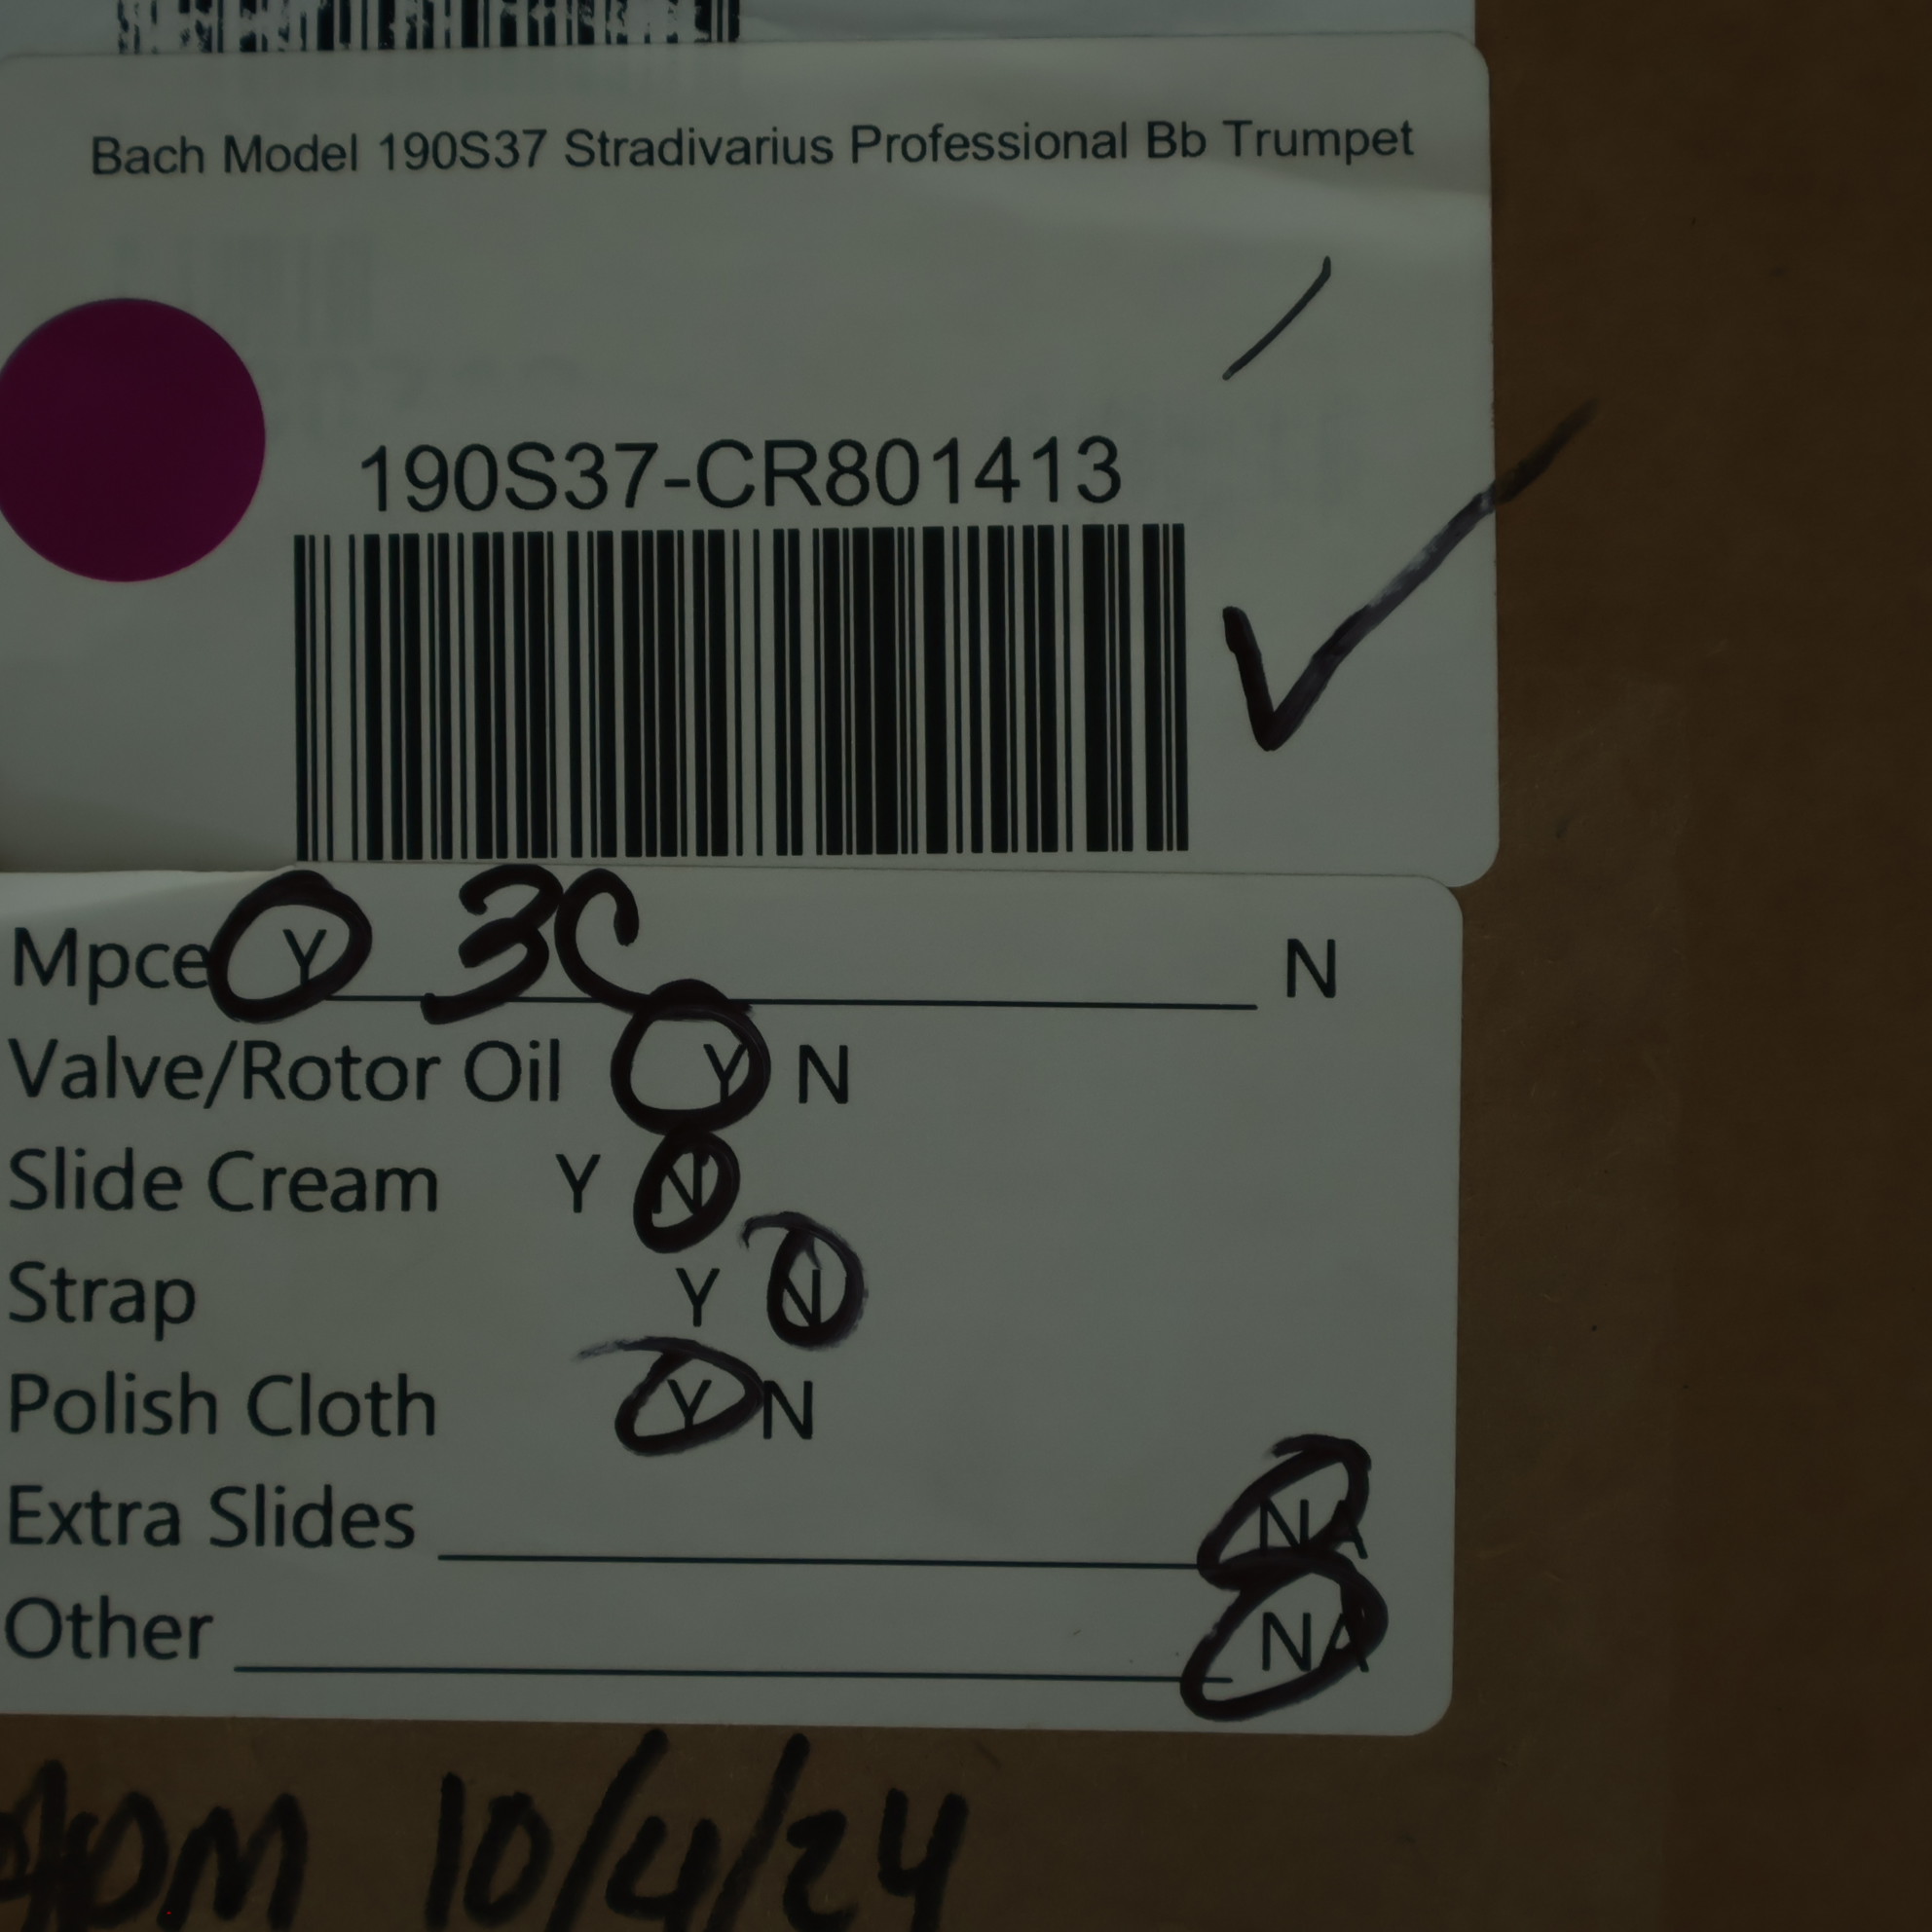 Bach Model 190S37 Stradivarius Professional Bb Trumpet
190S37-CR801413
Mpce Y 3C N
Valve/Rotor Oil Y N
Slide Cream Y N
Strap Y N
Polish Cloth Y N
Extra Slides NA
Other NA
10/4/24